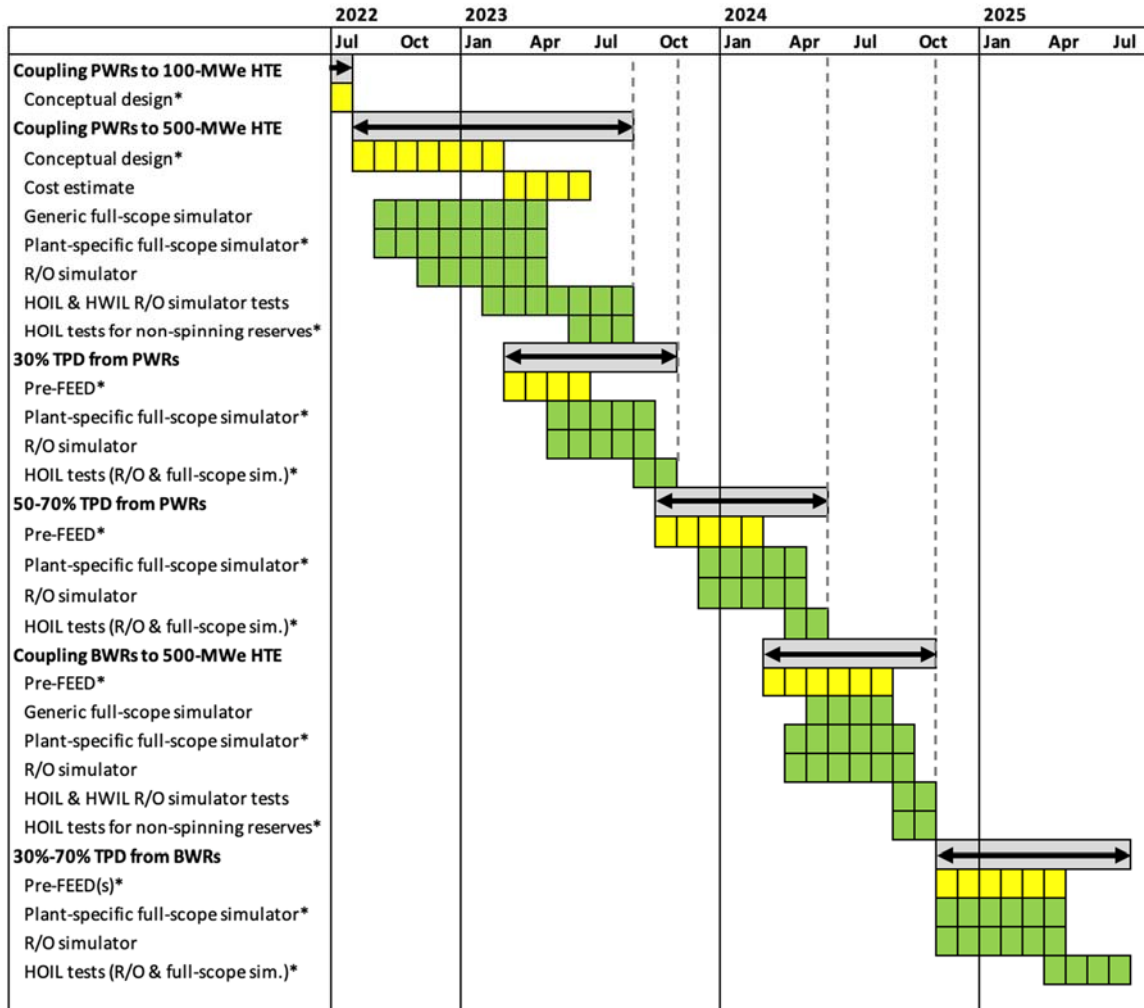 2022 2023 2024 2025
Jul Oct Jan Apr Jul Oct Jan Apr Jul Oct Jan Apr Jul
Coupling PWRs to 100-MWe HTE
Conceptual design*
Coupling PWRs to 500-MWe HTE
Conceptual design*
Cost estimate
Generic full-scope simulator
Plant-specific full-scope simulator*
R/O simulator
HOIL & HWIL R/O simulator tests
HOIL tests for non-spinning reserves*
30% TPD from PWRs
Pre-FEED*
Plant-specific full-scope simulator*
R/O simulator
HOIL tests (R/O & full-scope sim.)*
50-70% TPD from PWRs
Pre-FEED*
Plant-specific full-scope simulator*
R/O simulator
HOIL tests (R/O & full-scope sim.)*
Coupling BWRs to 500-MWe HTE
Pre-FEED*
Generic full-scope simulator
Plant-specific full-scope simulator*
R/O simulator
HOIL & HWIL R/O simulator tests
HOIL tests for non-spinning reserves*
30%-70% TPD from BWRs
Pre-FEED(s)*
Plant-specific full-scope simulator*
R/O simulator
HOIL tests (R/O & full-scope sim.)*